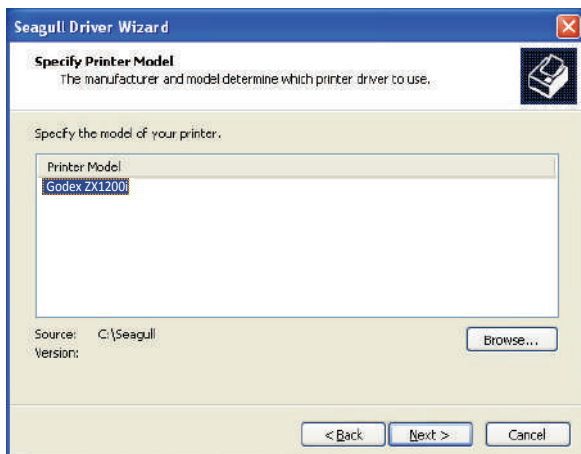 Seagull Driver Wizard
Specify Printer Model
The manufacturer and model determine which printer driver to use.
Specify the model of your printer.
Printer Model
Godex ZX1200i
Source: C:\Seagull
Browse...
Version:
< Back Next > Cancel